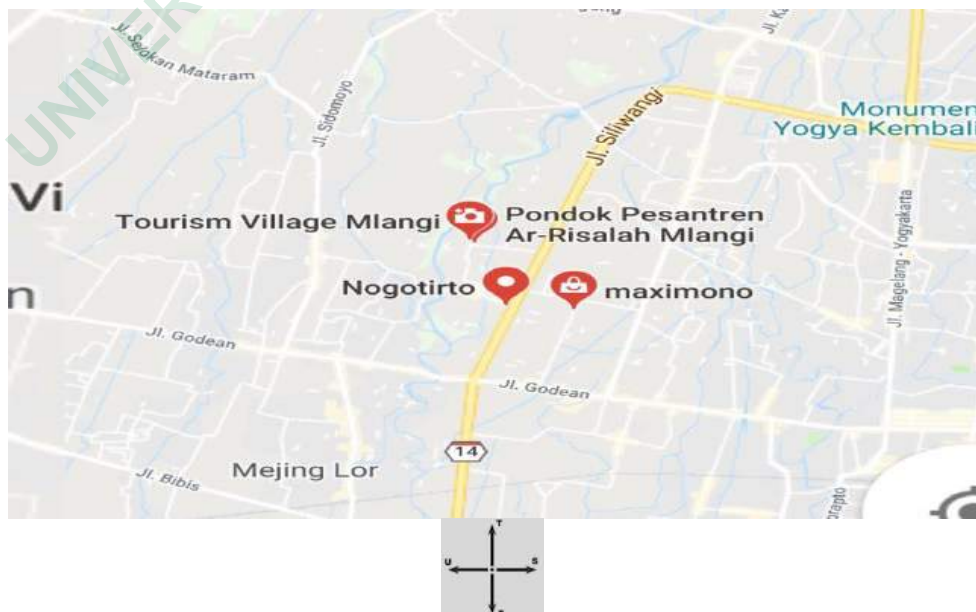 UNIVER
Jl. Selokan Mataram
Jl. Sidomoyo
Jl. Siliwangi
Monumen
Yogya Kembali
Vi
Tourism Village Mlangi
Pondok Pesantren
Ar-Risalah Mlangi
Nogotirto
maximono
Jl. Magelang - Yogyakarta
n
Jl. Godean
Jl. Godean
14
Mejing Lor
Jl. Bibis
T
U
S